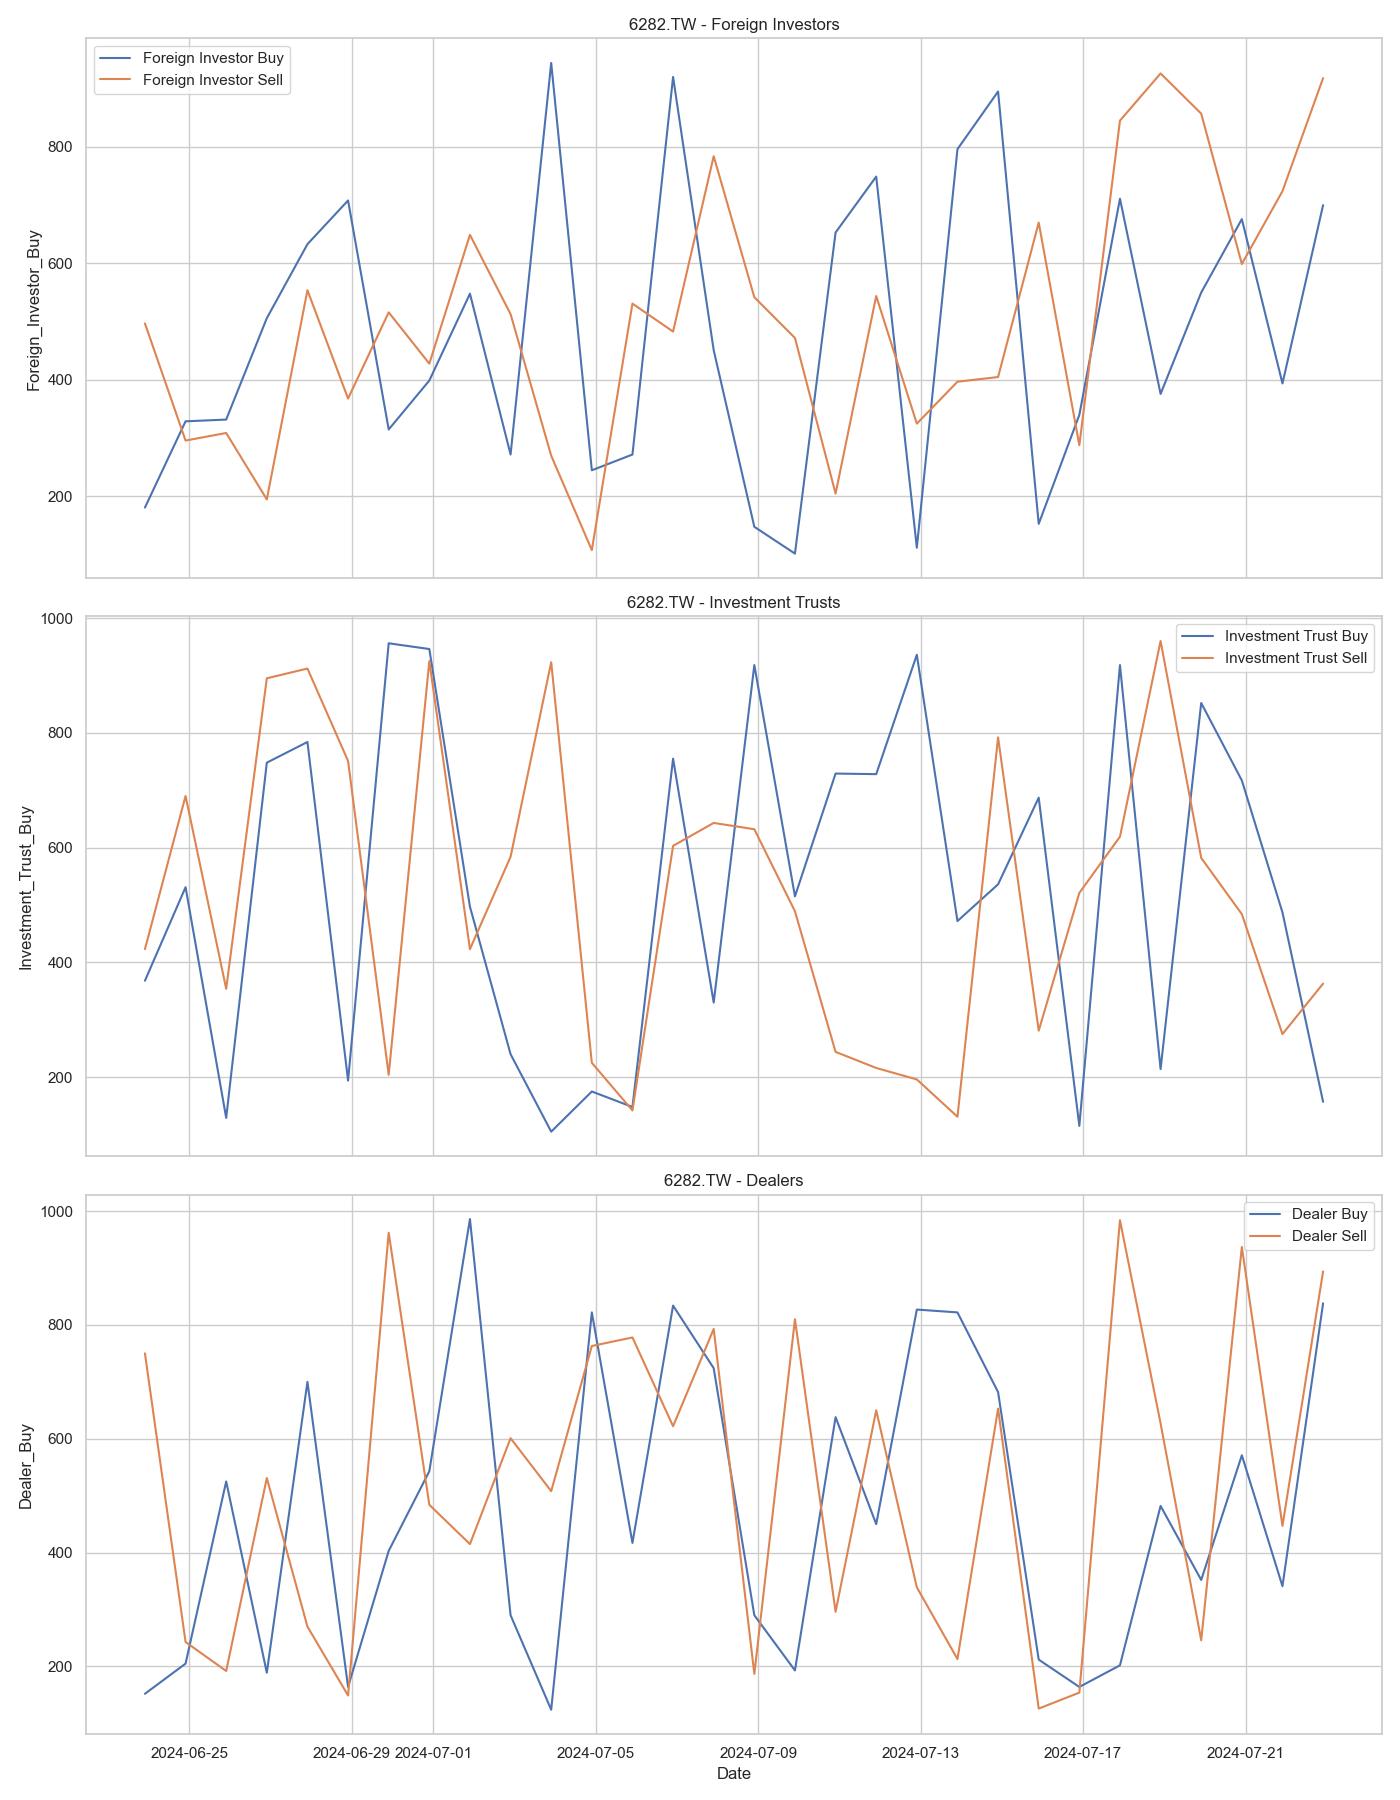 6282.TW - Foreign Investors
Foreign Investor Buy
Foreign Investor Sell
Foreign_Investor_Buy
800
600
400
200
6282.TW - Investment Trusts
Investment Trust Buy
Investment Trust Sell
Investment_Trust_Buy
1000
800
600
400
200
6282.TW - Dealers
Dealer Buy
Dealer Sell
Dealer_Buy
1000
800
600
400
200
2024-06-25 2024-06-29 2024-07-01 2024-07-05 2024-07-09 2024-07-13 2024-07-17 2024-07-21
Date